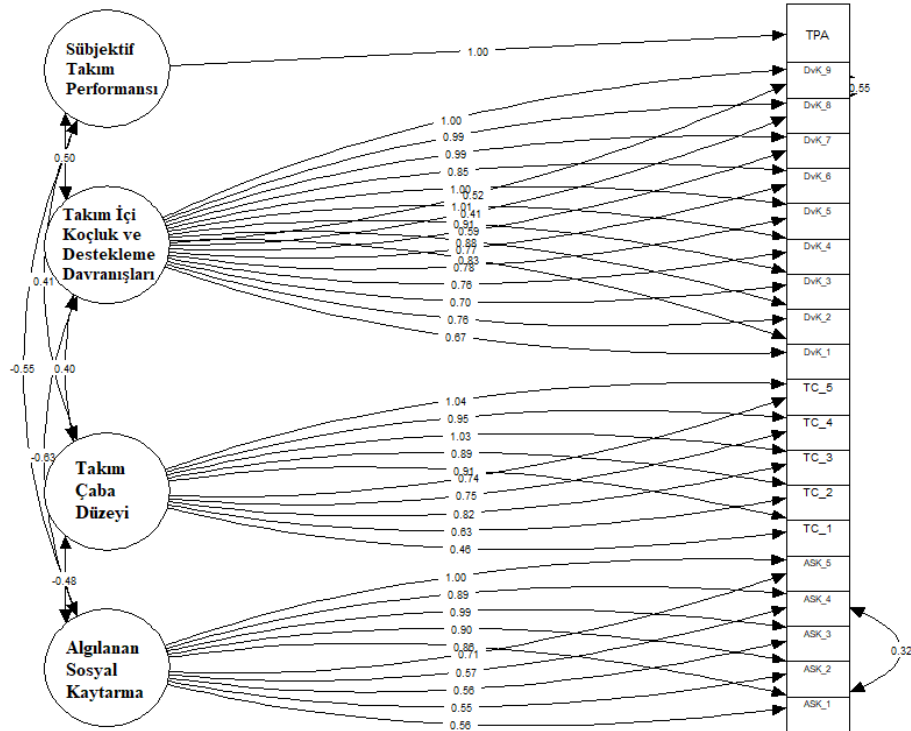 Sübjektif
Takım
Performansı
Takım İçi
Koçluk ve
Destekleme
Davranışları
Takım
Çaba
Düzeyi
Algılanan
Sosyal
Kaytarma
0.50
0.41
-0.55
0.40
-0.63
-0.48
1.00
1.00
0.99
0.99
0.85
1.00
1.01
0.91
0.52
0.41
0.59
0.88
0.77
0.83
0.78
0.76
0.70
0.76
0.67
1.04
0.95
1.03
0.89
0.91
0.74
0.75
0.82
0.63
0.46
1.00
0.89
0.99
0.90
0.86
0.71
0.57
0.56
0.55
0.56
TPA
DvK_9
DvK_8
DvK_7
DvK_6
DvK_5
DvK_4
DvK_3
DvK_2
DvK_1
TC_5
TC_4
TC_3
TC_2
TC_1
ASK_5
ASK_4
ASK_3
ASK_2
ASK_1
0.55
0.32